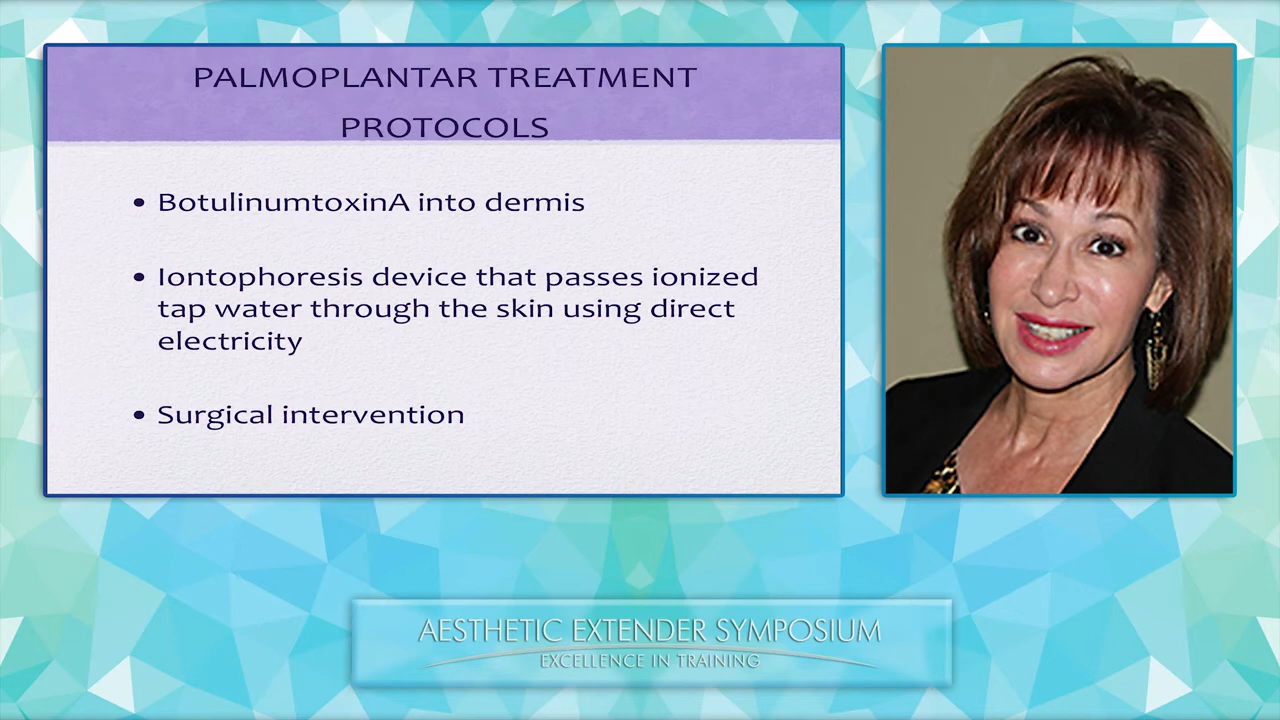 PALMOPLANTAR TREATMENT
PROTOCOLS
• BotulinumtoxinA into dermis
• Iontophoresis device that passes ionized
tap water through the skin using direct
electricity
• Surgical intervention
AESTHETIC EXTENDER SYMPOSIUM
EXCELLENCE IN TRAINING